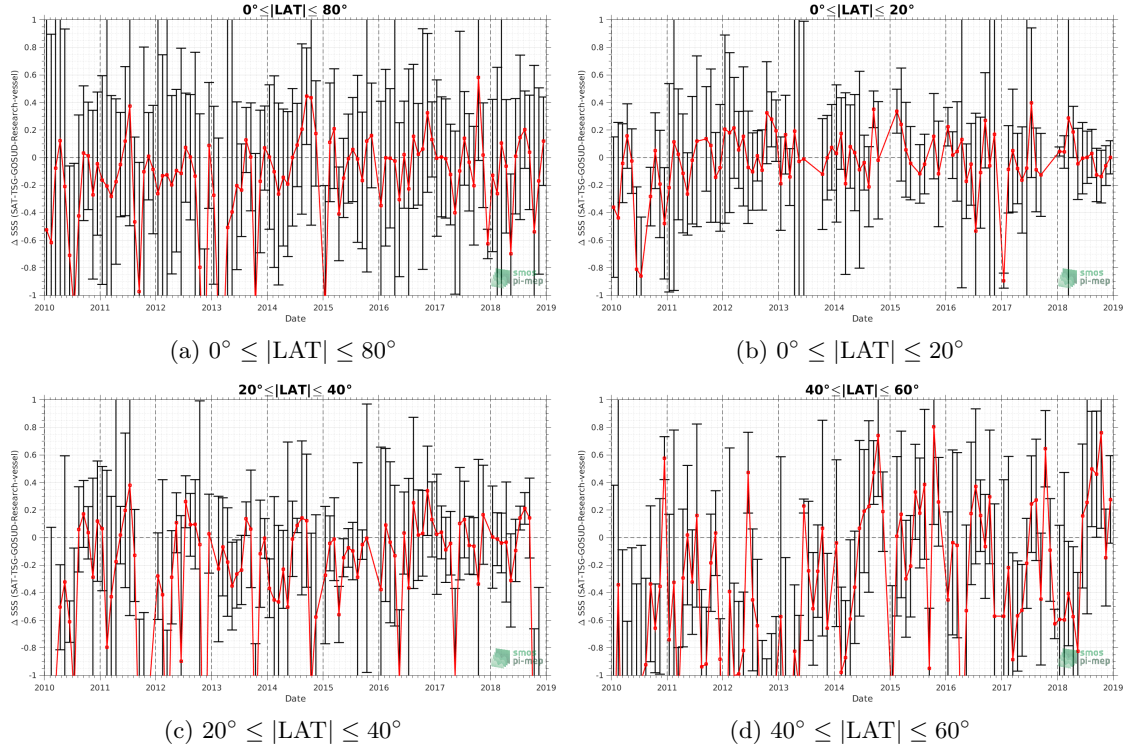 0°≤|LAT|≤ 80°
Δ SSS (SAT-TSG-GOSUD-Research-vessel)
1
0.8
0.6
0.4
0.2
0
-0.2
-0.4
-0.6
-0.8
-1
smos
pi-mep
2010 2011 2012 2013 2014 2015 2016 2017 2018 2019
Date
(a) 0° ≤ |LAT| ≤ 80°
0°≤|LAT|≤ 20°
Δ SSS (SAT-TSG-GOSUD-Research-vessel)
1
0.8
0.6
0.4
0.2
0
-0.2
-0.4
-0.6
-0.8
-1
smos
pi-mep
2010 2011 2012 2013 2014 2015 2016 2017 2018 2019
Date
(b) 0° ≤ |LAT| ≤ 20°
20°≤|LAT|≤ 40°
Δ SSS (SAT-TSG-GOSUD-Research-vessel)
1
0.8
0.6
0.4
0.2
0
-0.2
-0.4
-0.6
-0.8
-1
smos
pi-mep
2010 2011 2012 2013 2014 2015 2016 2017 2018 2019
Date
(c) 20° ≤ |LAT| ≤ 40°
40°≤|LAT|≤ 60°
Δ SSS (SAT-TSG-GOSUD-Research-vessel)
1
0.8
0.6
0.4
0.2
0
-0.2
-0.4
-0.6
-0.8
-1
smos
pi-mep
2010 2011 2012 2013 2014 2015 2016 2017 2018 2019
Date
(d) 40° ≤ |LAT| ≤ 60°